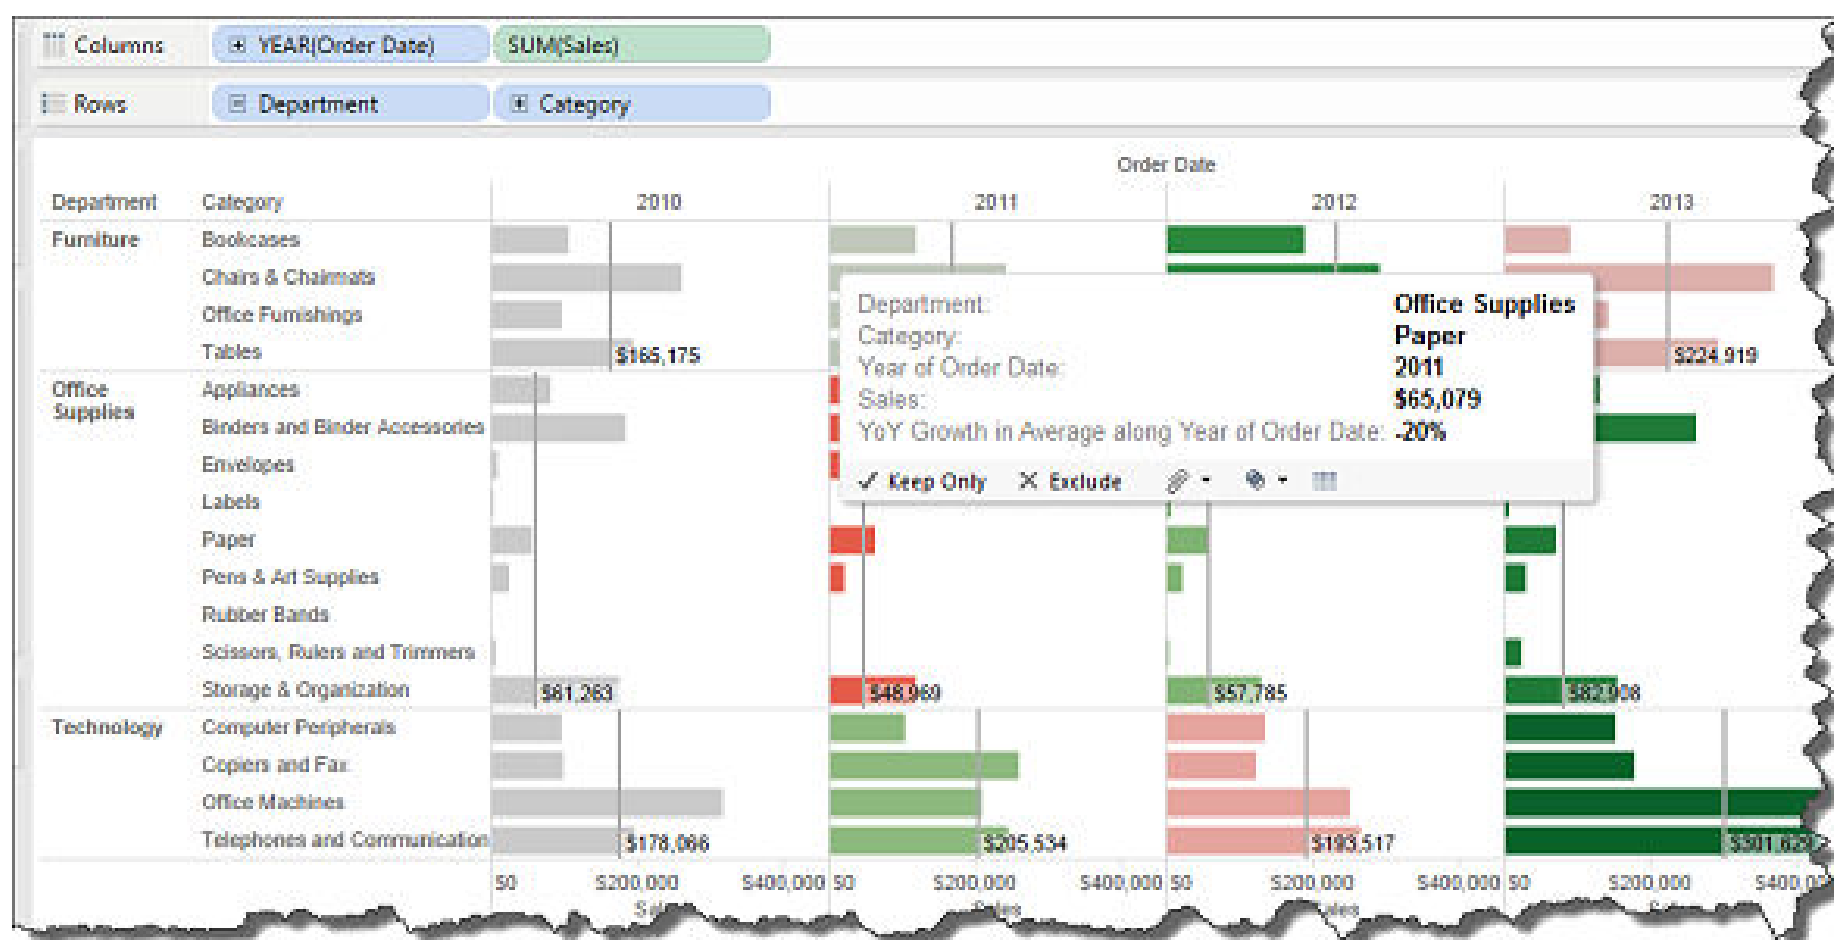 Columns YEAR(Order Date) SUM(Sales)
Rows Department Category
Order Date
Department Category 2010 2011 2012 2013
Furniture Bookcases
Chairs & Chairmats
Office Furnishings
Tables $165,175 $224,919
Office Supplies Appliances
Binders and Binder Accessories
Envelopes
Labels
Paper
Pens & Art Supplies
Rubber Bands
Scissors, Rulers and Trimmers
Storage & Organization $61,263 $48,969 $57,785 $82,908
Technology Computer Peripherals
Copiers and Fax
Office Machines
Telephones and Communication $178,066 $205,534 $193,517 $301,629
$0 $200,000 $400,000 $0 $200,000 $400,000 $0 $200,000 $400,000 $0 $200,000
Department: Office Supplies
Category: Paper
Year of Order Date: 2011
Sales: $65,079
YoY Growth in Average along Year of Order Date: -20%
Keep Only Exclude